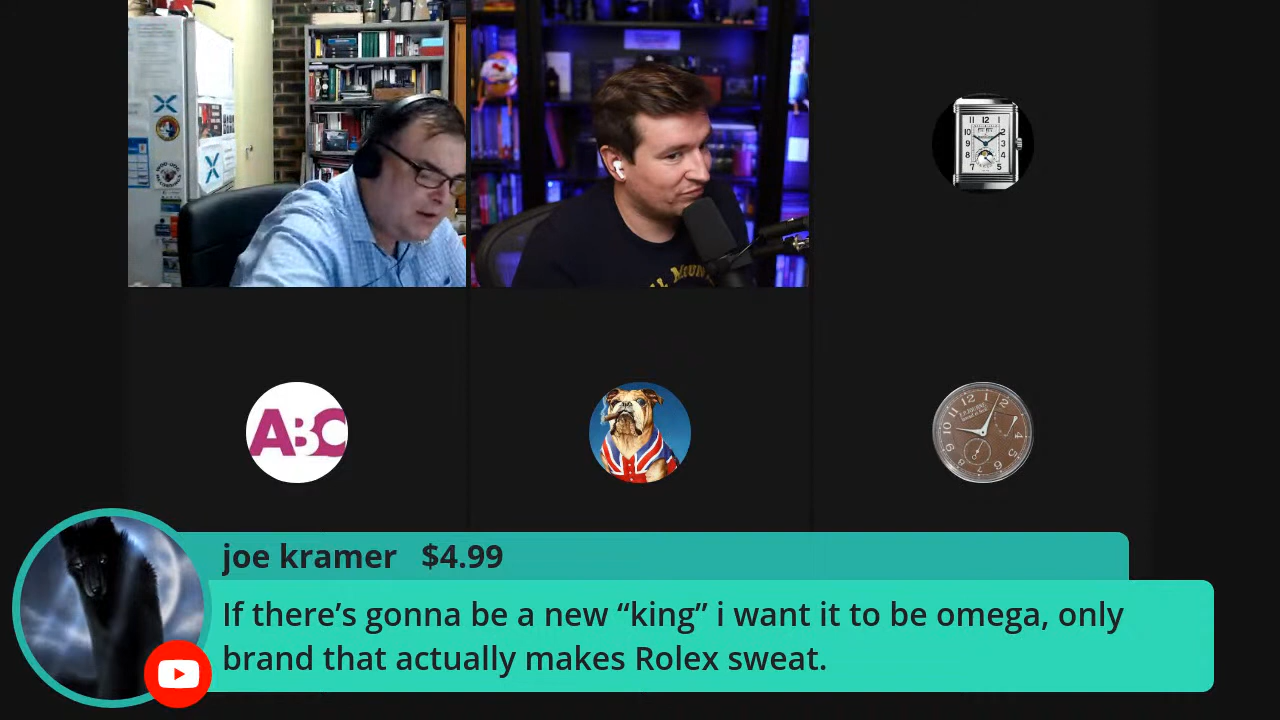 ABC
joe kramer $4.99
If there’s gonna be a new “king” i want it to be omega, only
brand that actually makes Rolex sweat.